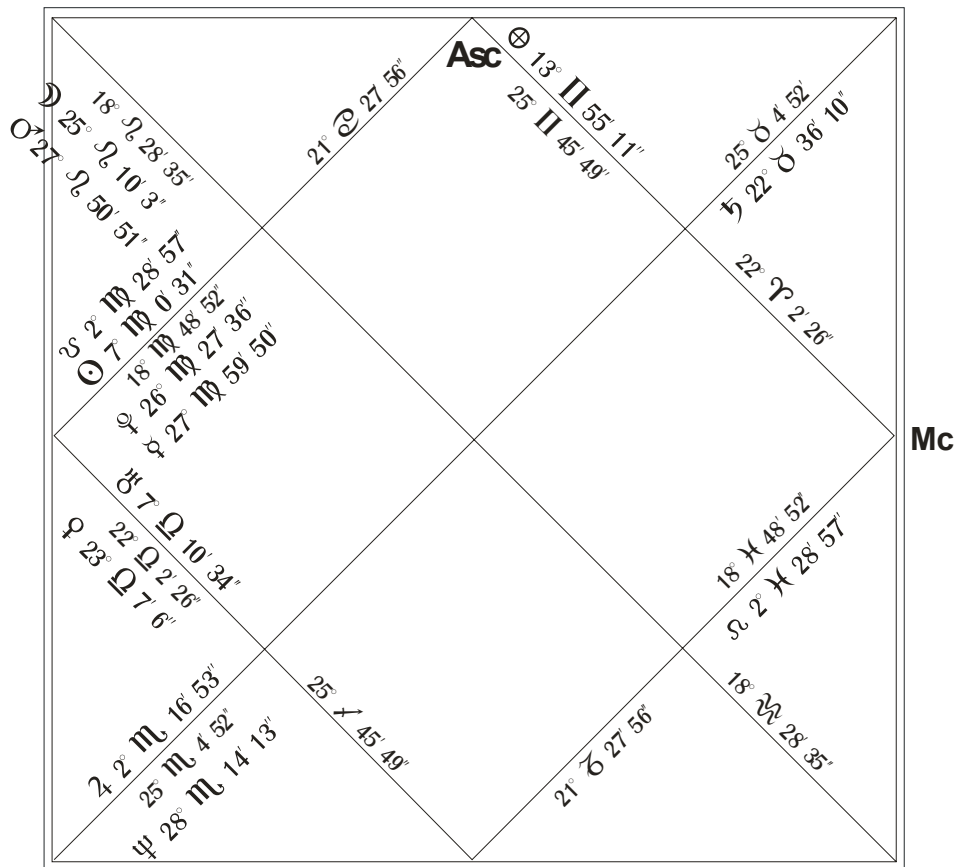 Asc
⊗ 13° ♊ 55' 11"
25° ♊ 45' 49"
21° ♋ 27' 56"
18° ♌ 28' 35"
☽ 25° ♌ 10' 3"
♂ 27° ♌ 50' 51"
☋ 2° ♍ 28' 57"
☉ 7° ♍ 0' 31"
18° ♍ 48' 52"
♀ 26° ♍ 27' 36"
☿ 27° ♍ 59' 50"
♅ 7° ♎ 10' 34"
22° ♎ 2' 26"
♀ 23° ♎ 7' 6"
♃ 2° ♏ 16' 53"
25° ♏ 4' 52"
♆ 28° ♏ 14' 13"
25° ♐ 45' 49"
21° ♑ 27' 56"
18° ♒ 28' 35"
☊ 2° ♓ 28' 57"
18° ♓ 48' 52"
Mc
22° ♈ 2' 26"
25° ♉ 4' 52'
♄ 22° ♉ 36' 10"